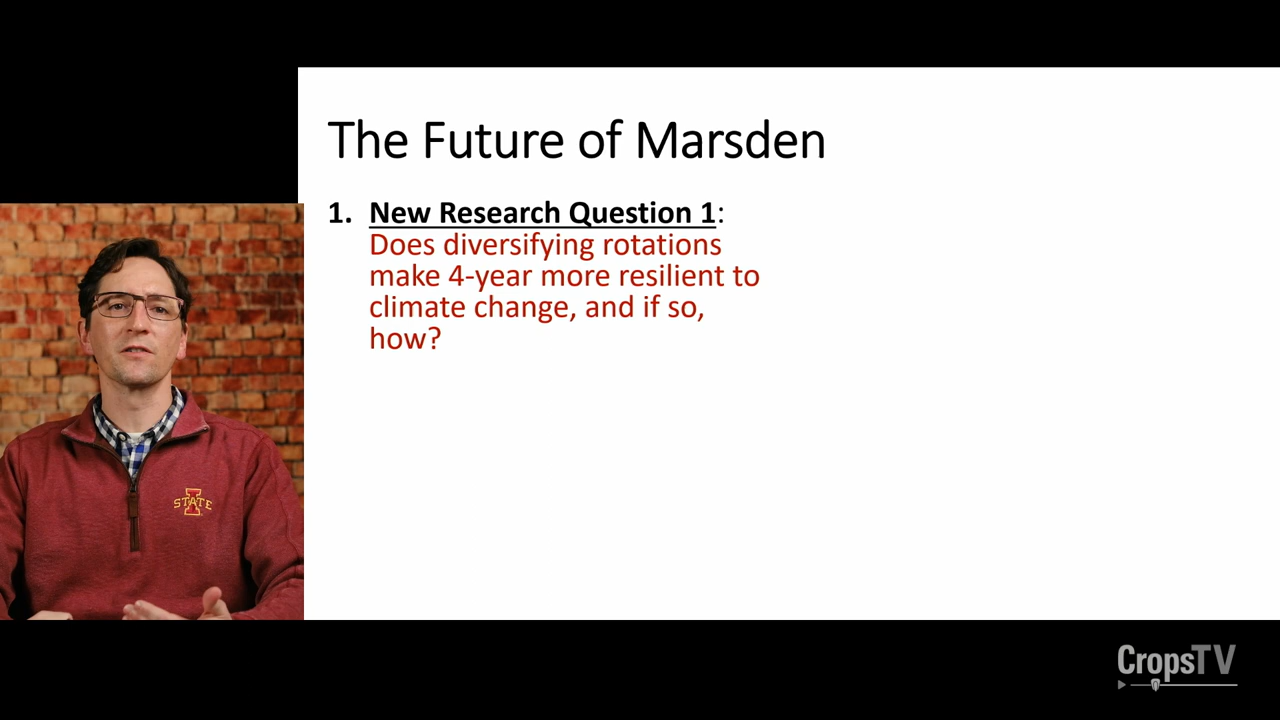 The Future of Marsden
1. New Research Question 1:
Does diversifying rotations
make 4-year more resilient to
climate change, and if so,
how?
I
STATE
CropsTV